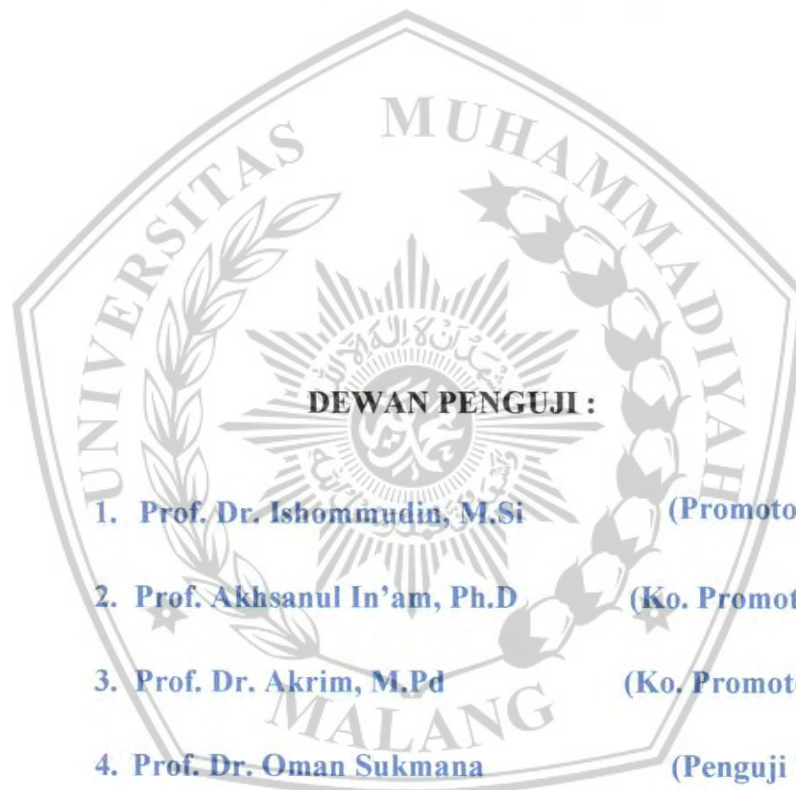 UNIVERSITAS MUHAMMADIYAH
DEWAN PENGUJI :
1. Prof. Dr. Ishommudin, M.Si (Promoto
2. Prof. Akhsanul In'am, Ph.D (Ko. Promot
3. Prof. Dr. Akrim, M.Pd (Ko. Promot
MALANG
4. Prof. Dr. Oman Sukmana (Penguji